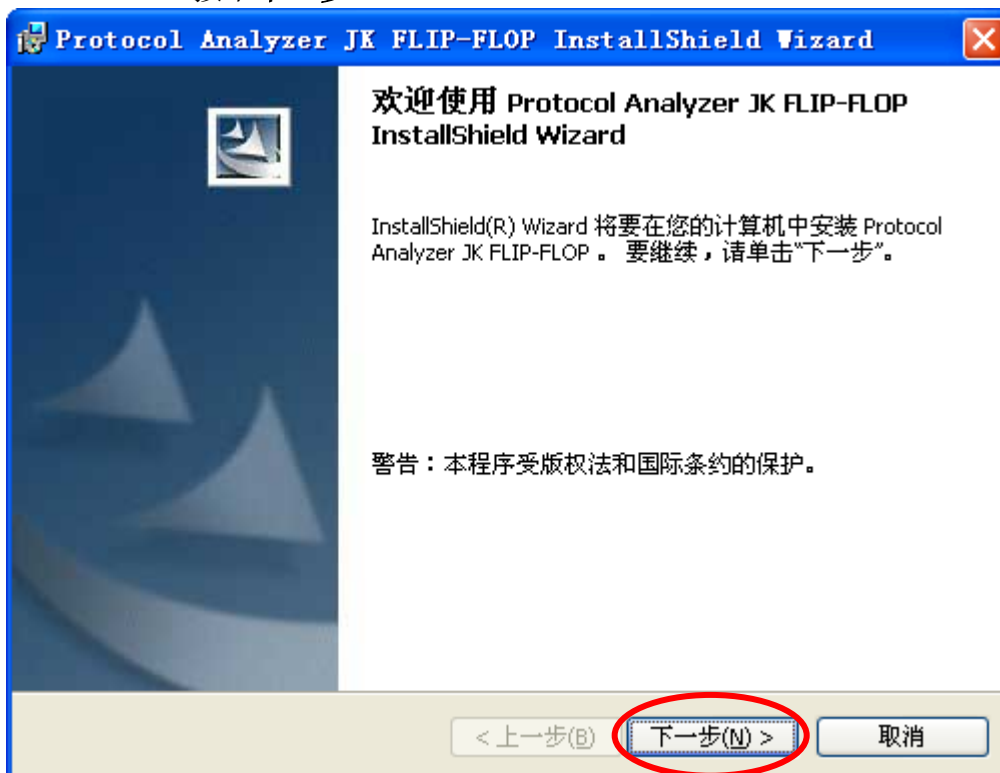 Protocol Analyzer JK FLIP-FLOP InstallShield Wizard
欢迎使用 Protocol Analyzer JK FLIP-FLOP
InstallShield Wizard
InstallShield(R) Wizard 将要在您的计算机中安装 Protocol
Analyzer JK FLIP-FLOP 。 要继续，请单击“下一步”。
警告：本程序受版权法和国际条约的保护。
<上一步(B) 下一步(N) > 取消